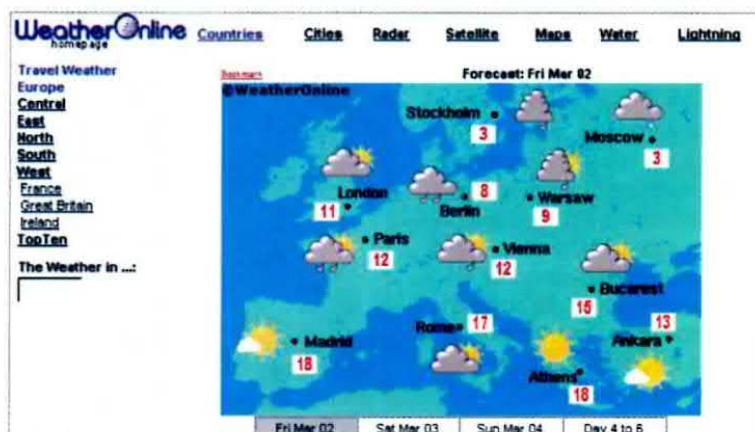 WeatherOnline
homepage
Countries Cities Radar Satellite Maps Water Lightning
Travel Weather
Europe
Central
East
North
South
West
France
Great Britain
Ireland
TopTen
The Weather in ...:
Bookmark
Forecast: Fri Mar 02
©WeatherOnline
Stockholm
3
Moscow
3
London
11
Berlin
8
Warsaw
9
Paris
12
Vienna
12
Bucarest
15
Madrid
18
Rome
17
Athens
18
Ankara
13
Fri Mar 02 Sat Mar 03 Sun Mar 04 Day 4 to 6